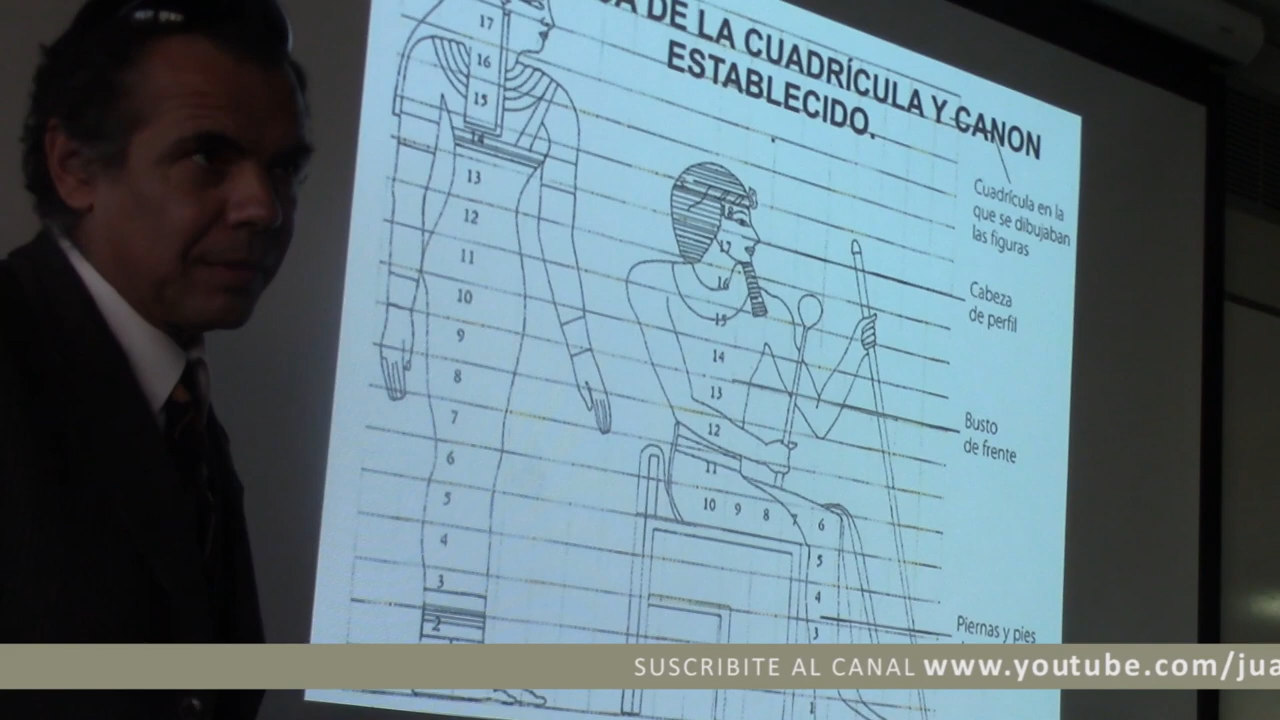 DE LA CUADRÍCULA Y CANON
ESTABLECIDO.
Cuadrícula en la
que se dibujaban
las figuras
Cabeza
de perfil
Busto
de frente
Piernas y pies
17
16
15
14
13
12
11
10
9
8
7
6
5
4
3
2
18
17
16
15
14
13
12
11
10 9 8 7 6
5
4
3
1
SUSCRIBITE AL CANAL www.youtube.com/jua